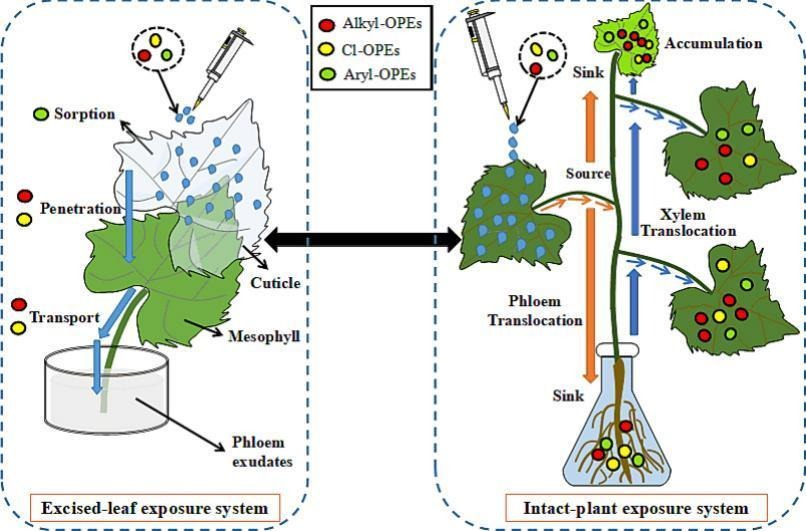 Alkyl-OPEs
Cl-OPEs
Aryl-OPEs
Sorption
Penetration
Transport
Cuticle
Mesophyll
Phloem
exudates
Excised-leaf exposure system
Accumulation
Sink
Source
Xylem
Translocation
Phloem
Translocation
Sink
Intact-plant exposure system